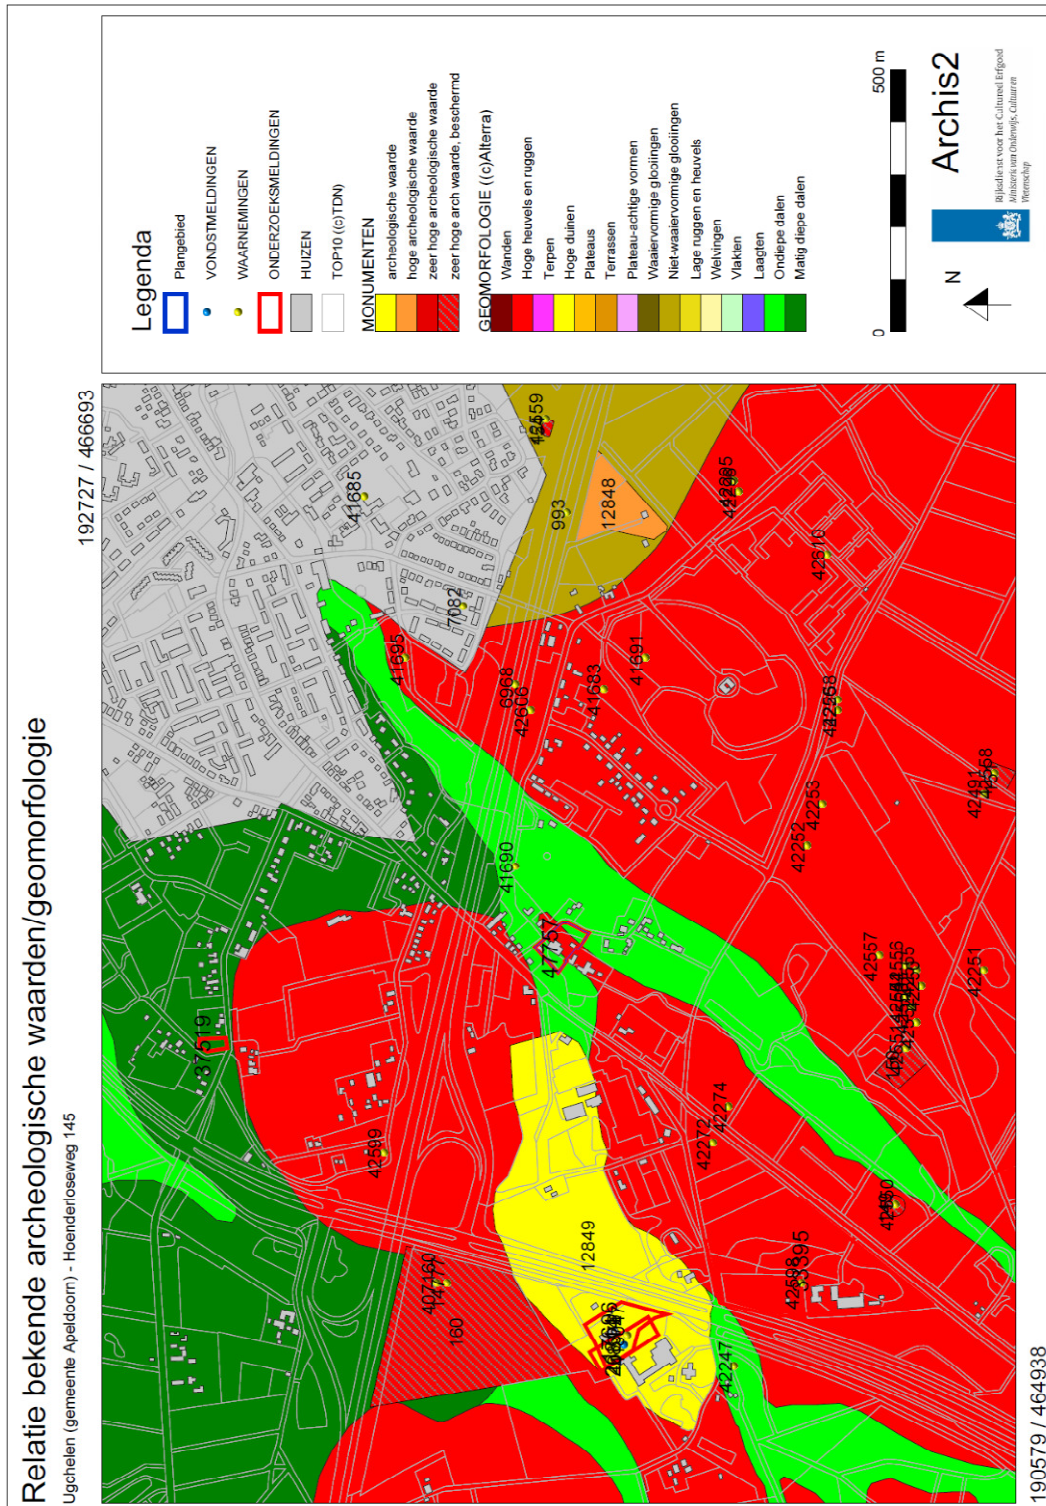 Relatie bekende archeologische waarden/geomorfologie
Ugchelen (gemeente Apeldoorn) - Hoenderloseweg 145
192727 / 466693
190579 / 464938
37519
42599
407160
160
12849
42247
47757
41690
41695
6968
42606
41683
41691
7082
41685
993
12848
42610
42253
42252
42557
42251
42274
42272
Legenda
Plangebied
VONDSTMELDINGEN
WAARNEMINGEN
ONDERZOEKSMELDINGEN
HUIZEN
TOP10 ((c)TDN)
MONUMENTEN
archeologische waarde
hoge archeologische waarde
zeer hoge archeologische waarde
zeer hoge arch waarde, beschermd
GEOMORFOLOGIE ((c)Alterra)
Wanden
Hoge heuvels en ruggen
Terpen
Hoge duinen
Plateaus
Terrassen
Plateau-achtige vormen
Waaiervormige glooiingen
Niet-waaiervormige glooiingen
Lage ruggen en heuvels
Welvingen
Vlakten
Laagten
Ondiepe dalen
Matig diepe dalen
0 500 m
N
Archis2
Rijksdienst voor het Cultureel Erfgoed
Ministerie van Onderwijs, Cultuur en
Wetenschap